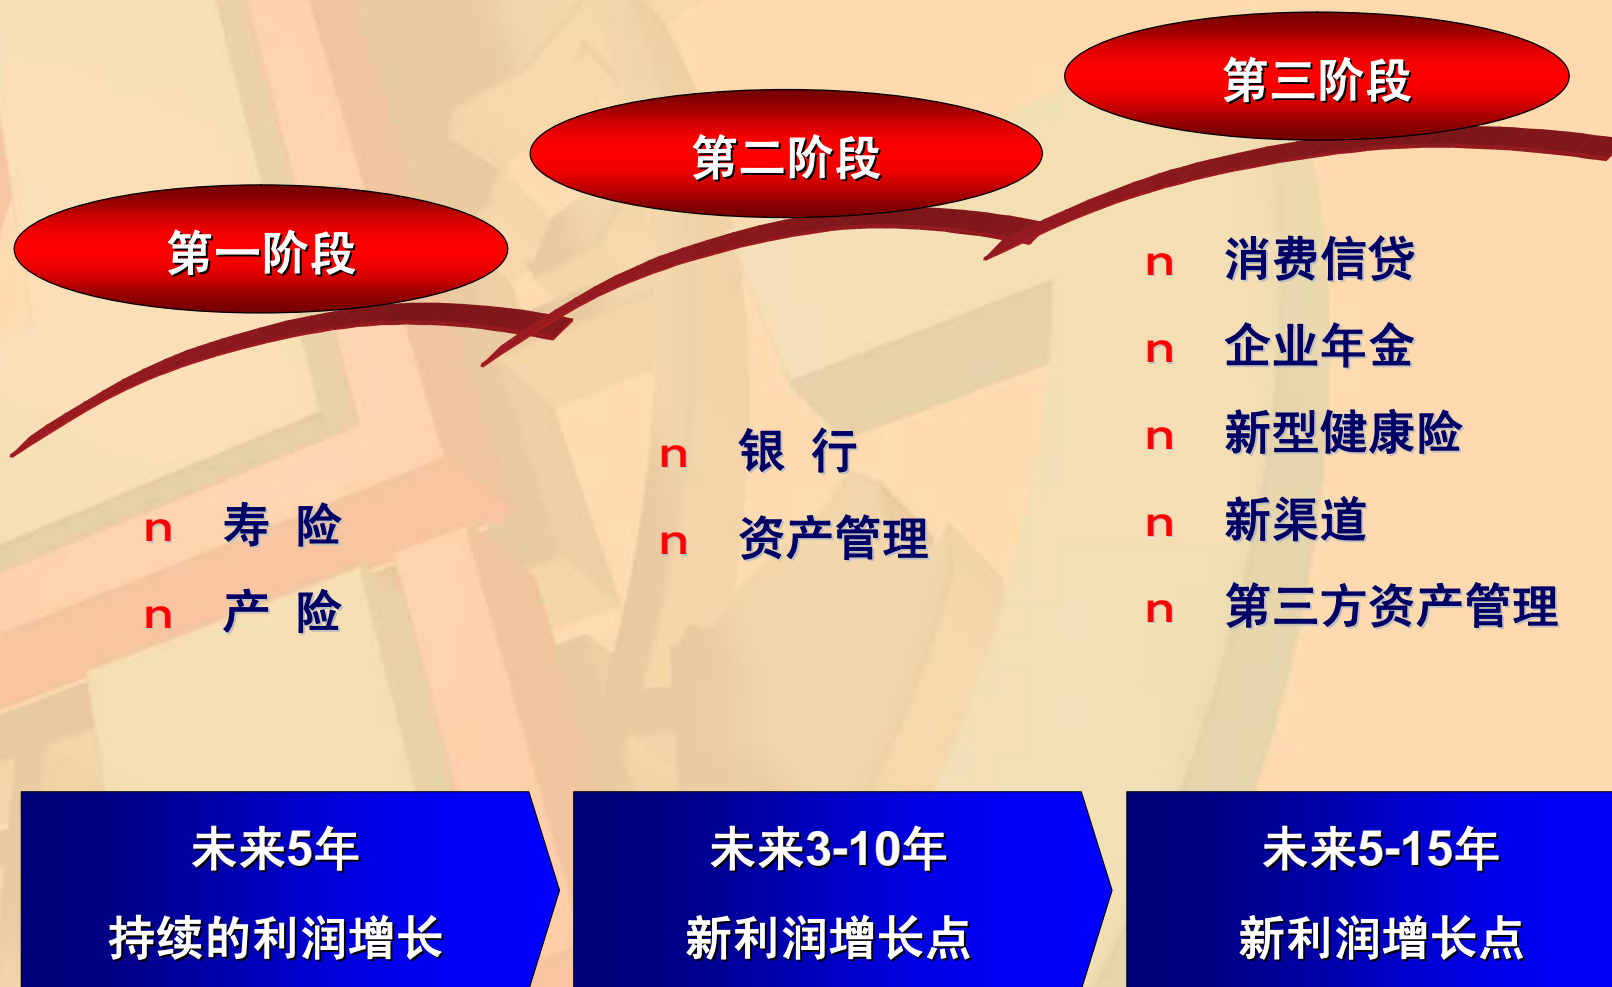 第一阶段
n 寿 险
n 产 险
未来5年
持续的利润增长
第二阶段
n 银 行
n 资产管理
未来3-10年
新利润增长点
第三阶段
n 消费信贷
n 企业年金
n 新型健康险
n 新渠道
n 第三方资产管理
未来5-15年
新利润增长点